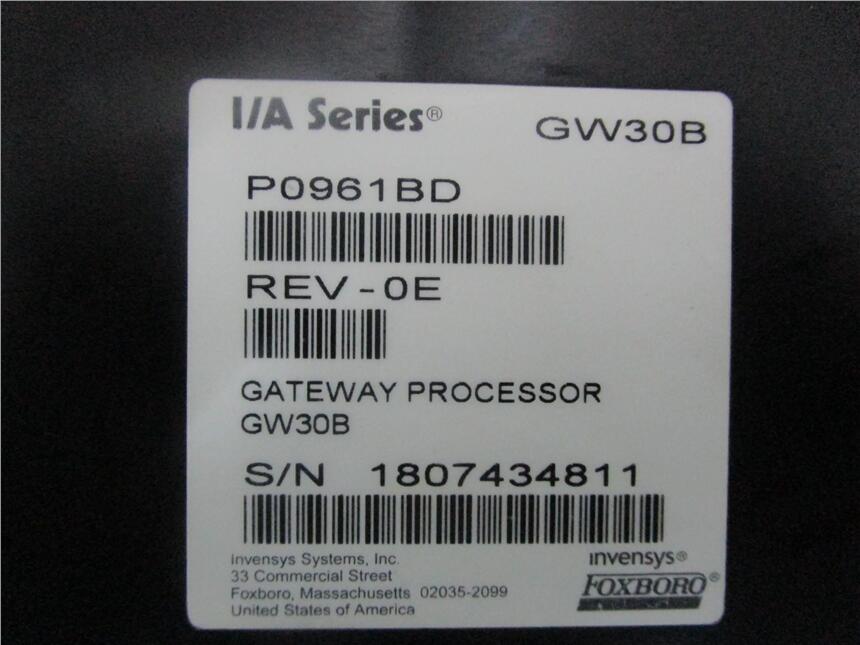 I/A Series®
GW30B
P0961BD
REV-0E
GATEWAY PROCESSOR
GW30B
S/N 1807434811
Invensys Systems, Inc.
33 Commercial Street
Foxboro, Massachusetts 02035-2099
United States of America
ınvensys®
FOXBORO®